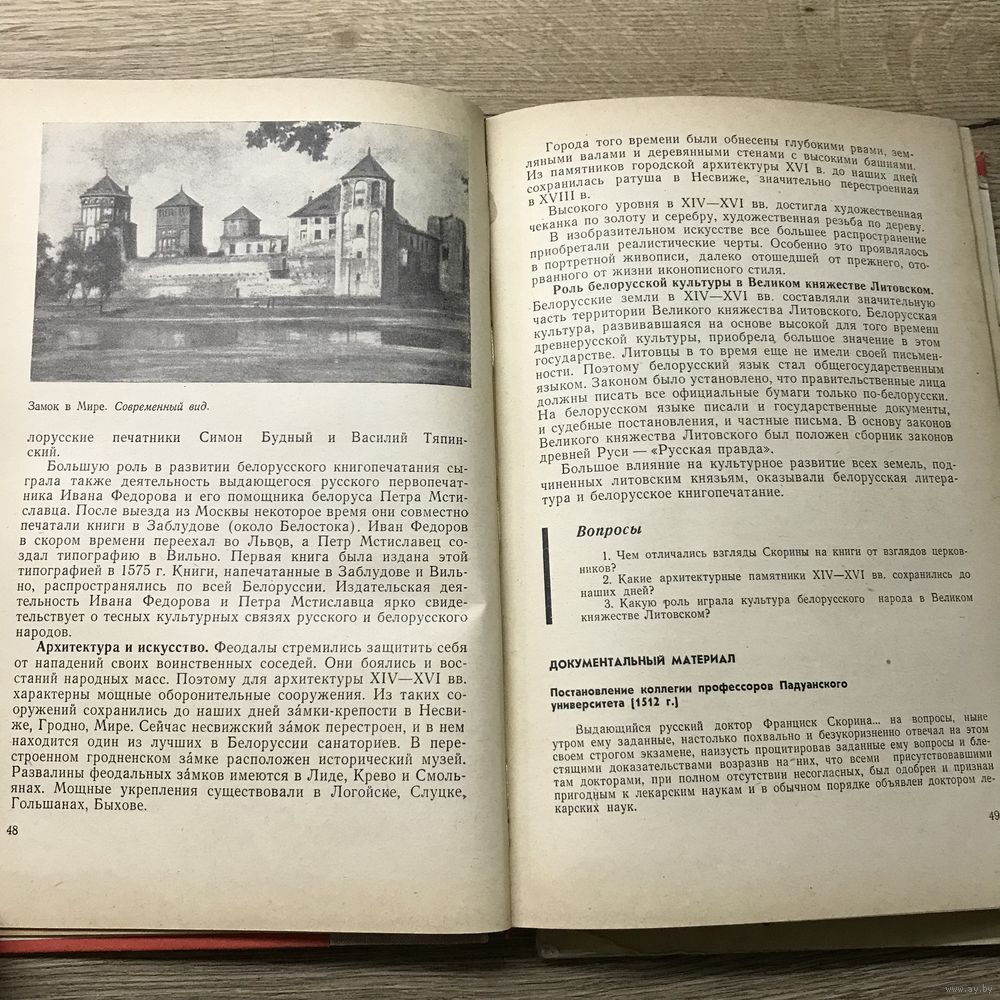 Замок в Мире. Современный вид.
лорусские печатники Симон Будный и Василий Тяпин-
ский.
Большую роль в развитии белорусского книгопечатания сы-
грала также деятельность выдающегося русского первопечат-
ника Ивана Федорова и его помощника белоруса Петра Мсти-
славца. После выезда из Москвы некоторое время они совместно
печатали книги в Заблудове (около Белостока). Иван Федоров
в скором времени переехал во Львов, а Петр Мстиславец со-
здал типографию в Вильно. Первая книга была издана этой
типографией в 1575 г. Книги, напечатанные в Заблудове и Виль-
но, распространялись по всей Белоруссии. Издательская дея-
тельность Ивана Федорова и Петра Мстиславца ярко свиде-
тельствует о тесных культурных связях русского и белорусского
народов.
Архитектура и искусство. Феодалы стремились защитить себя
от нападений своих воинственных соседей. Они боялись и вос-
станий народных масс. Поэтому для архитектуры XIV—XVI вв.
характерны мощные оборонительные сооружения. Из таких со-
оружений сохранились до наших дней за́мки-крепости в Несви-
же, Гродно, Мире. Сейчас несвижский за́мок перестроен, и в нем
находится один из лучших в Белоруссии санаториев. В пере-
строенном гродненском за́мке расположен исторический музей.
Развалины феодальных за́мков имеются в Лиде, Крево и Смоль-
янах. Мощные укрепления существовали в Логойске, Слуцке,
Гольшанах, Быхове.
48
Города того времени были обнесены глубокими рвами, зем-
ляными валами и деревянными стенами с высокими башнями.
Из памятников городской архитектуры XVI в. до наших дней
сохранилась ратуша в Несвиже, значительно перестроенная
в XVIII в.
Высокого уровня в XIV—XVI вв. достигла художественная
чеканка по золоту и серебру, художественная резьба по дереву.
В изобразительном искусстве все большее распространение
приобретали реалистические черты. Особенно это проявлялось
в портретной живописи, далеко отошедшей от прежнего, ото-
рванного от жизни иконописного стиля.
Роль белорусской культуры в Великом княжестве Литовском.
Белорусские земли в XIV—XVI вв. составляли значительную
часть территории Великого княжества Литовского. Белорусская
культура, развивавшаяся на основе высокой для того времени
древнерусской культуры, приобрела большое значение в этом
государстве. Литовцы в то время еще не имели своей письмен-
ности. Поэтому белорусский язык стал общегосударственным
языком. Законом было установлено, что правительственные лица
должны писать все официальные бумаги только по-белорусски.
На белорусском языке писали и государственные документы,
и судебные постановления, и частные письма. В основу законов
Великого княжества Литовского был положен сборник законов
древней Руси — «Русская правда».
Большое влияние на культурное развитие всех земель, под-
чиненных литовским князьям, оказывали белорусская литера-
тура и белорусское книгопечатание.
Вопросы
1. Чем отличались взгляды Скорины на книги от взглядов церков-
ников?
2. Какие архитектурные памятники XIV—XVI вв. сохранились до
наших дней?
3. Какую роль играла культура белорусского народа в Великом
княжестве Литовском?
ДОКУМЕНТАЛЬНЫЙ МАТЕРИАЛ
Постановление коллегии профессоров Падуанского
университета (1512 г.)
Выдающийся русский доктор Франциск Скорина... на вопросы, ныне
утром ему заданные, настолько похвально и безукоризненно отвечал на этом
своем строгом экзамене, наизусть процитировав заданные ему вопросы и бле-
стящими доказательствами возразив на них, что всеми присутствовавшими
там докторами, при полном отсутствии несогласных, был одобрен и признан
пригодным к лекарским наукам и в обычном порядке объявлен доктором ле-
карских наук.
49
www.ay.by